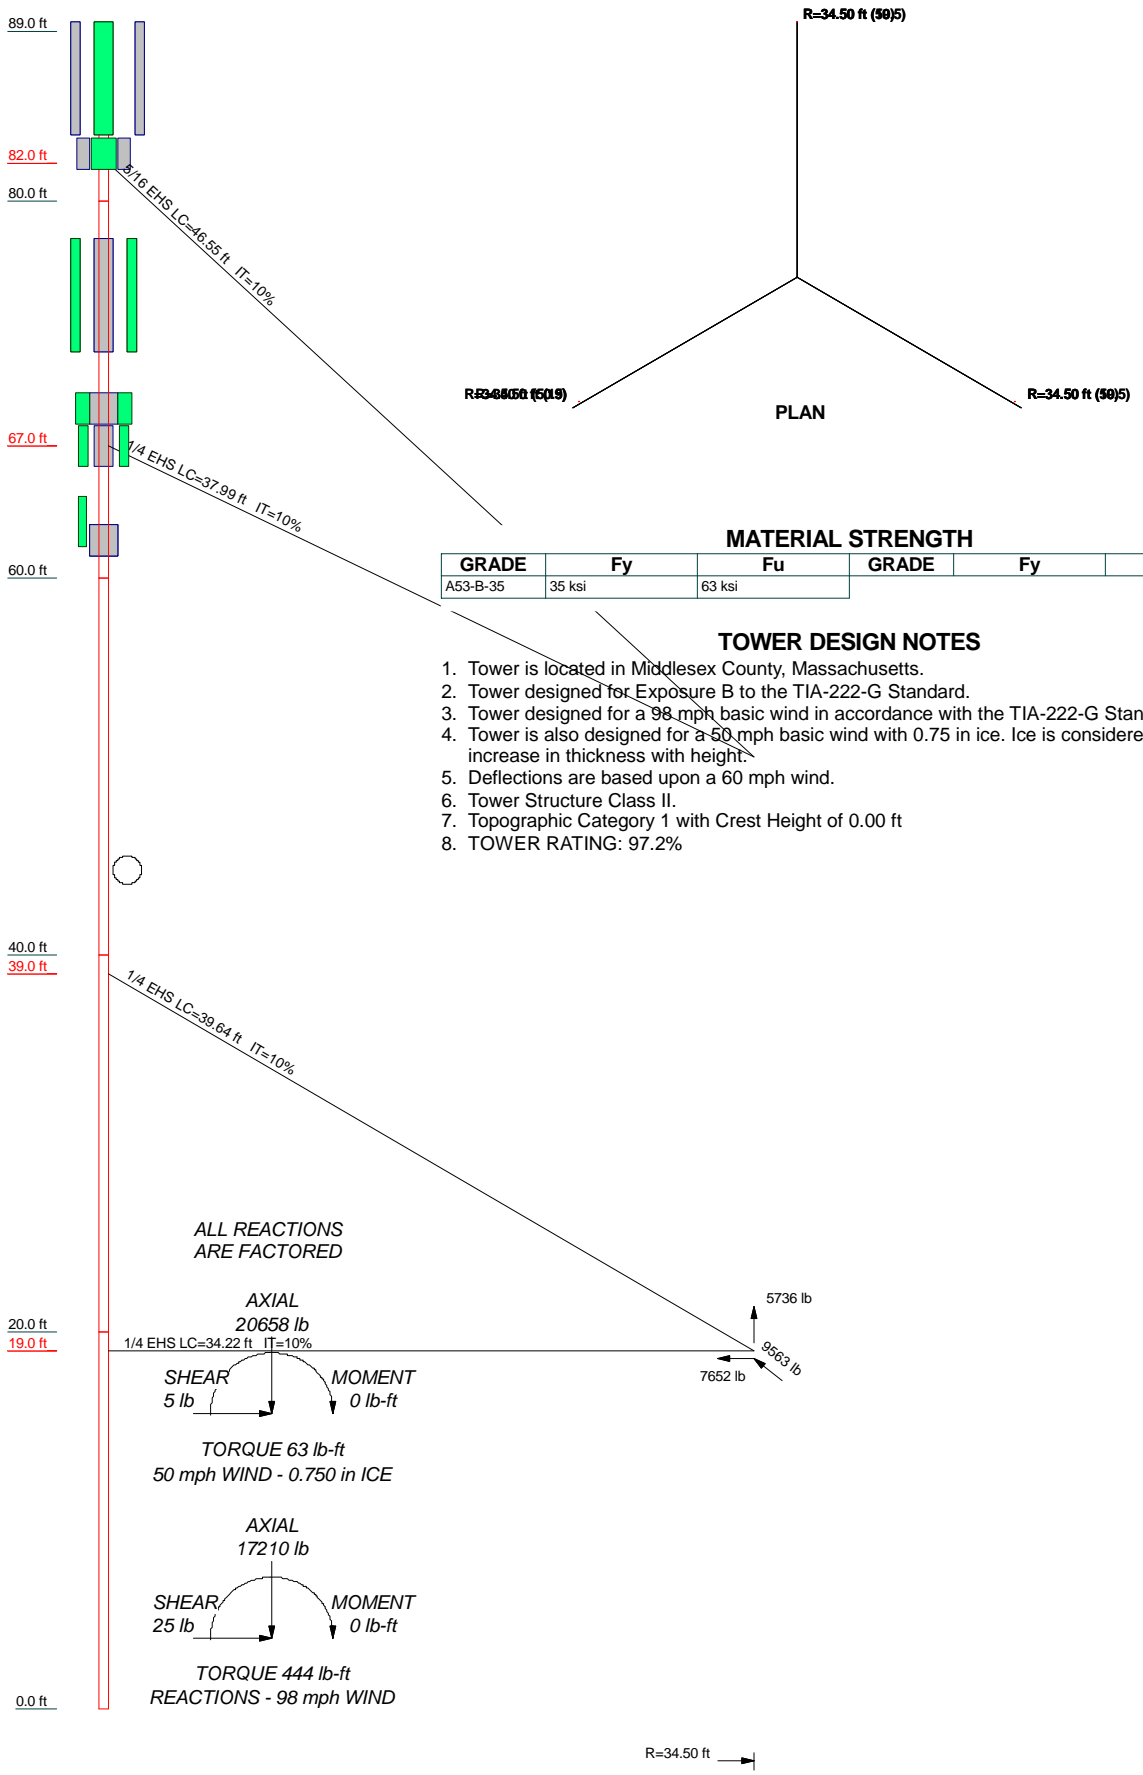 89.0 ft
82.0 ft
80.0 ft
67.0 ft
60.0 ft
40.0 ft
39.0 ft
20.0 ft
19.0 ft
0.0 ft
5/16 EHS LC=46.55 ft IT=10%
1/4 EHS LC=37.99 ft IT=10%
1/4 EHS LC=39.64 ft IT=10%
1/4 EHS LC=34.22 ft IT=10%
R=34.50 ft
R=34.50 ft
PLAN
MATERIAL STRENGTH
GRADE Fy Fu GRADE Fy
A53-B-35 35 ksi 63 ksi
TOWER DESIGN NOTES
1. Tower is located in Middlesex County, Massachusetts.
2. Tower designed for Exposure B to the TIA-222-G Standard.
3. Tower designed for a 98 mph basic wind in accordance with the TIA-222-G Stan
4. Tower is also designed for a 50 mph basic wind with 0.75 in ice. Ice is considere
increase in thickness with height.
5. Deflections are based upon a 60 mph wind.
6. Tower Structure Class II.
7. Topographic Category 1 with Crest Height of 0.00 ft
8. TOWER RATING: 97.2%
ALL REACTIONS
ARE FACTORED
AXIAL
20658 lb
SHEAR
5 lb
MOMENT
0 lb-ft
TORQUE 63 lb-ft
50 mph WIND - 0.750 in ICE
5736 lb
9563 lb
7652 lb
AXIAL
17210 lb
SHEAR
25 lb
MOMENT
0 lb-ft
TORQUE 444 lb-ft
REACTIONS - 98 mph WIND
R=34.50 ft